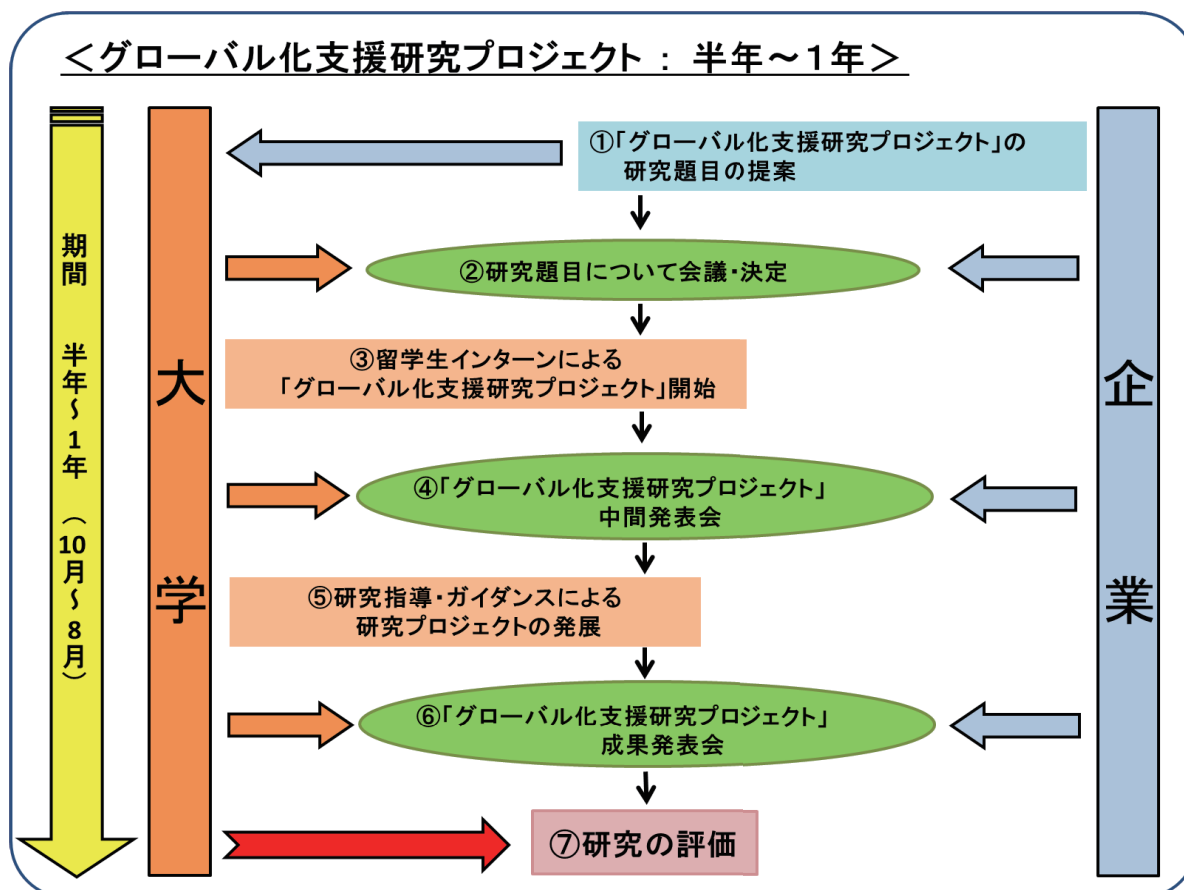 ＜グローバル化支援研究プロジェクト ： 半年～1年＞
期間 半年～1年 （10月～8月）
大学
企業
①「グローバル化支援研究プロジェクト」の
研究題目の提案
②研究題目について会議・決定
③留学生インターンによる
「グローバル化支援研究プロジェクト」開始
④「グローバル化支援研究プロジェクト」
中間発表会
⑤研究指導・ガイダンスによる
研究プロジェクトの発展
⑥「グローバル化支援研究プロジェクト」
成果発表会
⑦研究の評価